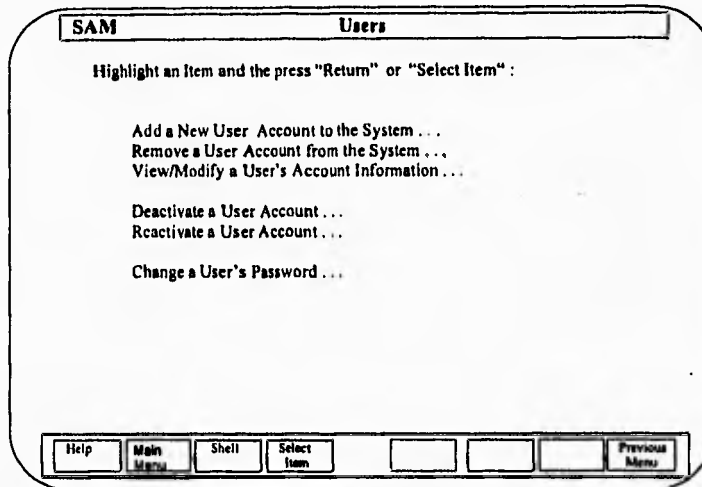 SAM Users
Highlight an Item and the press "Return" or "Select Item" :
Add a New User Account to the System . . .
Remove a User Account from the System . . .
View/Modify a User's Account Information . . .
Deactivate a User Account . . .
Reactivate a User Account . . .
Change a User's Password . . .
Help Main Menu Shell Select Item Previous Menu